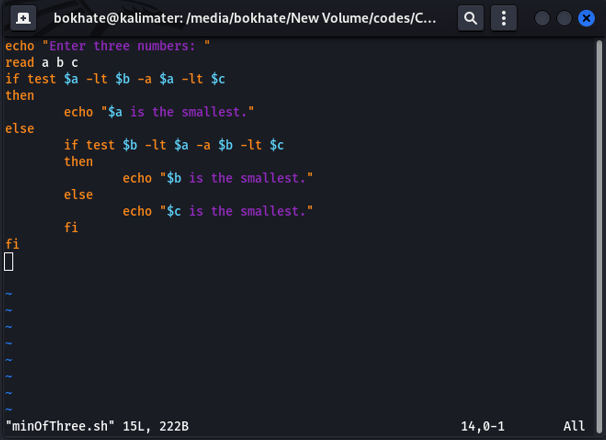 bokhate@kalimater: /media/bokhate/New Volume/codes/C...
echo "Enter three numbers: "
read a b c
if test $a -lt $b -a $a -lt $c
then
        echo "$a is the smallest."
else
        if test $b -lt $a -a $b -lt $c
        then
                echo "$b is the smallest."
        else
                echo "$c is the smallest."
        fi
fi
~
~
~
~
~
~
~
~
"minOfThree.sh" 15L, 222B 14,0-1 All